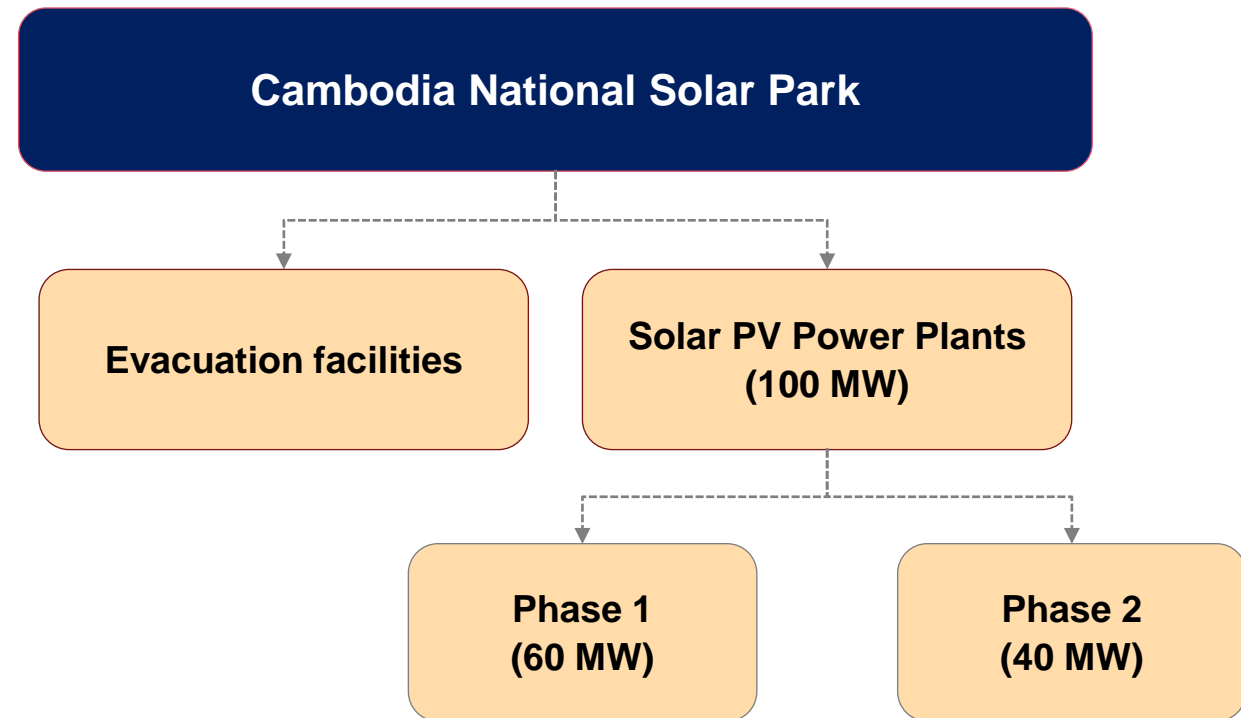 Cambodia National Solar Park
Evacuation facilities
Solar PV Power Plants
(100 MW)
Phase 1
(60 MW)
Phase 2
(40 MW)